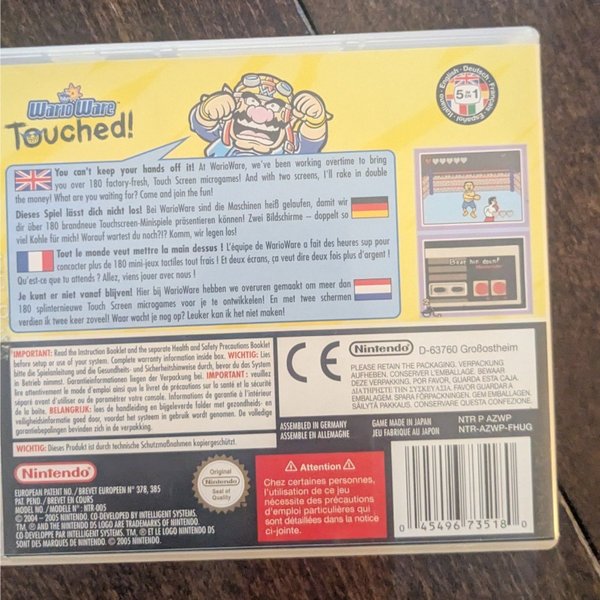 WarioWare
Touched!
English · Deutsch · Français · Español · Italiano
5 in 1
You can't keep your hands off it! At WarioWare, we've been working overtime to bring
you over 180 factory-fresh, Touch Screen microgames! And with two screens, I'll rake in double
the money! What are you waiting for? Come and join the fun!
Dieses Spiel lässt dich nicht los! Bei WarioWare sind die Maschinen heiß gelaufen, damit wir
dir über 180 brandneue Touchscreen-Minispiele präsentieren können! Zwei Bildschirme – doppelt so
viel Kohle für mich! Worauf wartest du noch?!? Komm, wir legen los!
Tout le monde veut mettre la main dessus ! L'équipe de WarioWare a fait des heures sup pour
concocter plus de 180 mini-jeux tactiles tout frais ! Et deux écrans, ça veut dire deux fois plus d'argent !
Qu'est-ce que tu attends ? Allez, viens jouer avec nous !
Je kunt er niet vanaf blijven! Hier bij WarioWare hebben we overuren gemaakt om meer dan
180 splinternieuwe Touch Screen microgames voor je te ontwikkelen! En met twee schermen
verdien ik twee keer zoveel! Waar wacht je nog op? Leuker kan ik het niet maken!
IMPORTANT: Read the Instruction Booklet and the separate Health and Safety Precautions Booklet
before setup or use of your system. Complete warranty information inside box. WICHTIG: Lies
bitte die Spielanleitung und die Gesundheits- und Sicherheitshinweise durch, bevor du das System
in Betrieb nimmst. Garantieinformationen liegen der Verpackung bei. IMPORTANT : veuillez
lire attentivement le mode d'emploi ainsi que le livret de précautions sur la santé et la sécurité
avant d'utiliser ou de paramétrer votre console. Informations de garantie à l'intérieur
de la boîte. BELANGRIJK: lees de handleiding en bijgeleverde folder met gezondheids- en
veiligheidsinformatie goed door, voordat het systeem in gebruik wordt genomen. De volledige
garantiebepalingen bevinden zich in de verpakking.
WICHTIG: Dieses Produkt ist durch technische Schutzmaßnahmen kopiergeschützt.
Nintendo
EUROPEAN PATENT NO. / BREVET EUROPEEN N° 378, 385
PAT. PEND. / BREVET EN COURS
MODEL NO. / MODELE N° : NTR-005
© 2004 – 2005 NINTENDO. CO-DEVELOPED BY INTELLIGENT SYSTEMS.
TM, ® AND THE NINTENDO DS LOGO ARE TRADEMARKS OF NINTENDO.
CO-DÉVELOPPE PAR INTELLIGENT SYSTEMS. TM, ® ET LE LOGO NINTENDO DS
SONT DES MARQUES DE NINTENDO. © 2005 NINTENDO.
Original
Nintendo
Seal of
Quality
CE
Nintendo D-63760 Großostheim
PLEASE RETAIN THE PACKAGING. VERPACKUNG
AUFHEBEN. CONSERVER L'EMBALLAGE. BEWAAR
DEZE VERPAKKING. POR FAVOR, GUARDA ESTA CAJA.
ΔΙΑΤΗΡΗΣΤΕ ΤΗΝ ΣΥΣΚΕΥΑΣΙΑ. FAVOR GUARDAR A
EMBALAGEM. SPARA FÖRPACKNINGEN. GEM EMBALLAGEN.
SÄILYTÄ PAKKAUS. CONSERVARE QUESTA CONFEZIONE.
ASSEMBLED IN GERMANY
ASSEMBLE EN ALLEMAGNE
GAME MADE IN JAPAN
JEU FABRIQUE AU JAPON
NTR P AZWP
NTR-AZWP-FHUG
Attention
Chez certaines personnes,
l'utilisation de ce jeu
nécessite des précautions
d'emploi particulières qui
sont détaillées dans la notice
ci-jointe.
0 45496 73518 0